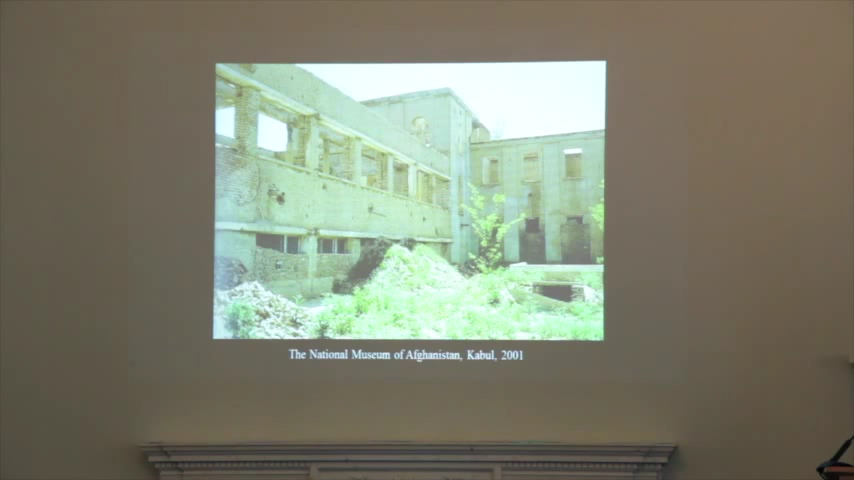 The National Museum of Afghanistan, Kabul, 2001